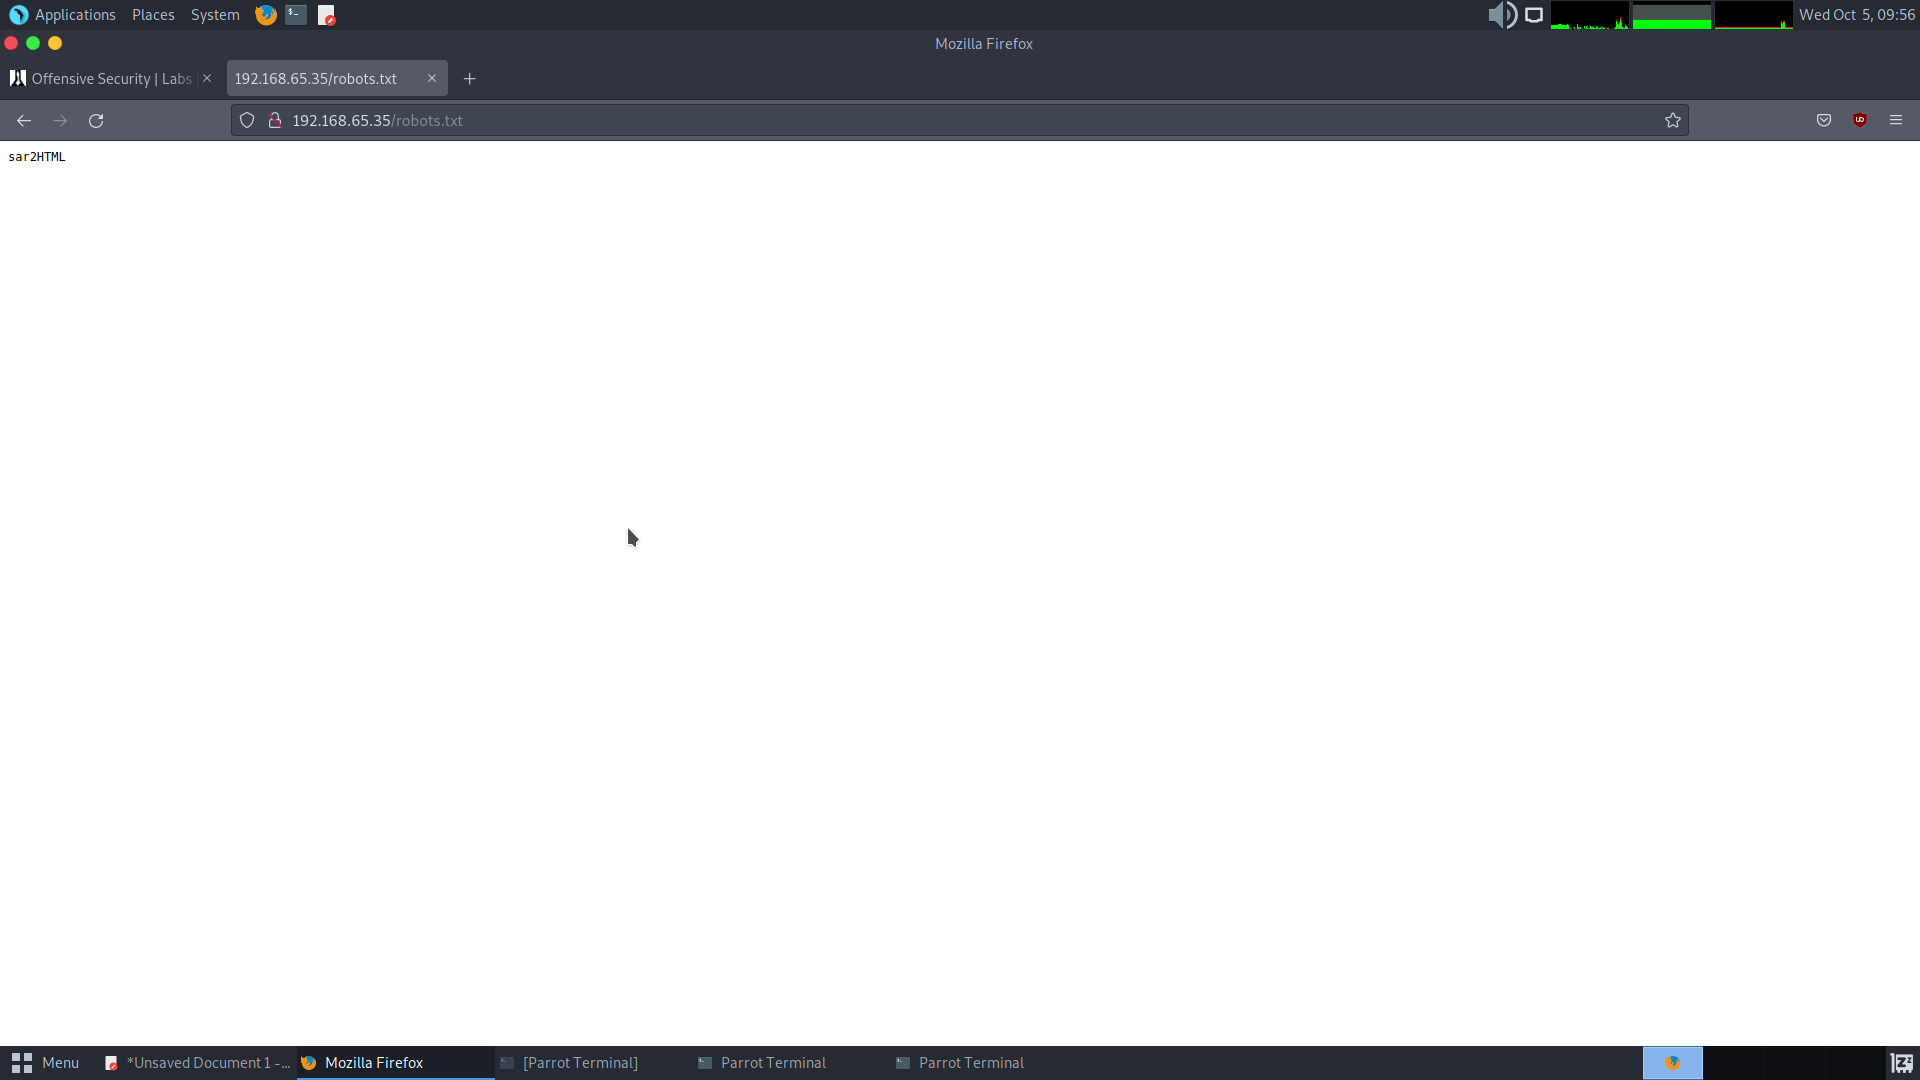 Applications Places System Wed Oct 5, 09:56
Mozilla Firefox
Offensive Security | Labs 192.168.65.35/robots.txt
192.168.65.35/robots.txt
sar2HTML
Menu *Unsaved Document 1 -... Mozilla Firefox [Parrot Terminal] Parrot Terminal Parrot Terminal